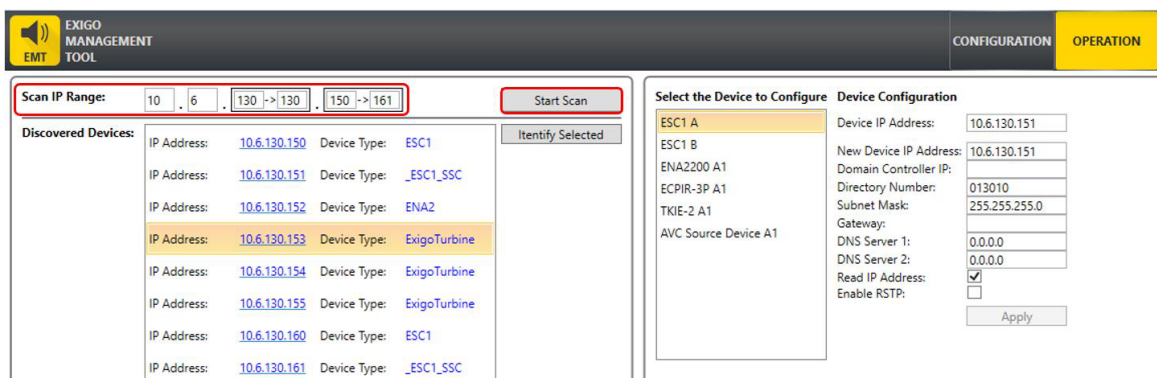 EXIGO
MANAGEMENT
TOOL
EMT
CONFIGURATION
OPERATION
Scan IP Range:
10 . 6 . 130 -> 130 . 150 -> 161
Start Scan
Discovered Devices:
Itentify Selected
IP Address: 10.6.130.150 Device Type: ESC1
IP Address: 10.6.130.151 Device Type: _ESC1_SSC
IP Address: 10.6.130.152 Device Type: ENA2
IP Address: 10.6.130.153 Device Type: ExigoTurbine
IP Address: 10.6.130.154 Device Type: ExigoTurbine
IP Address: 10.6.130.155 Device Type: ExigoTurbine
IP Address: 10.6.130.160 Device Type: ESC1
IP Address: 10.6.130.161 Device Type: _ESC1_SSC
Select the Device to Configure
ESC1 A
ESC1 B
ENA2200 A1
ECPIR-3P A1
TKIE-2 A1
AVC Source Device A1
Device Configuration
Device IP Address: 10.6.130.151
New Device IP Address: 10.6.130.151
Domain Controller IP:
Directory Number: 013010
Subnet Mask: 255.255.255.0
Gateway:
DNS Server 1: 0.0.0.0
DNS Server 2: 0.0.0.0
Read IP Address:
Enable RSTP:
Apply